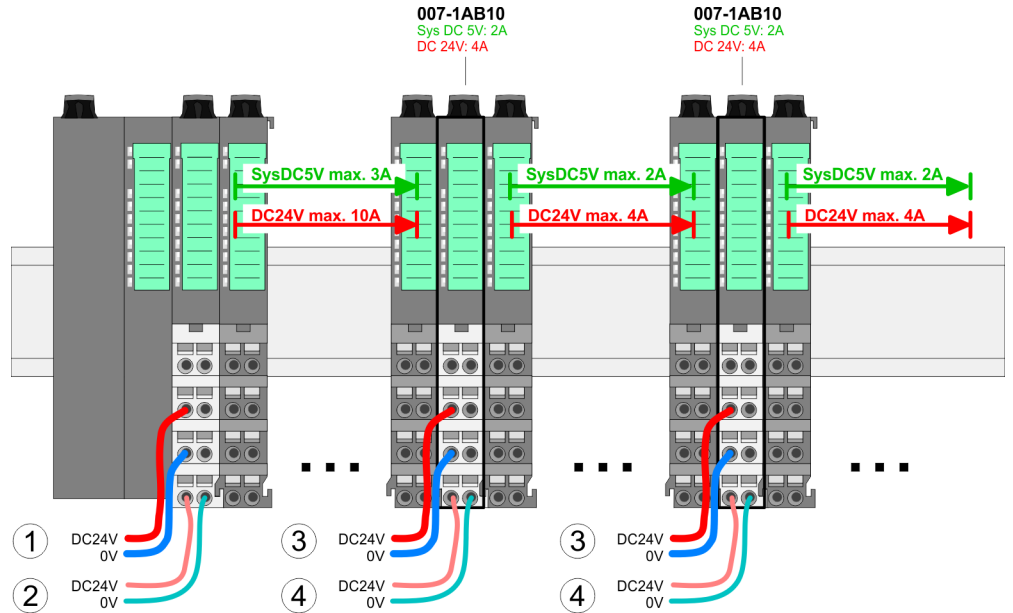 007-1AB10
Sys DC 5V: 2A
DC 24V: 4A
007-1AB10
Sys DC 5V: 2A
DC 24V: 4A
SysDC5V max. 3A
SysDC5V max. 2A
SysDC5V max. 2A
DC24V max. 10A
DC24V max. 4A
DC24V max. 4A
1
DC24V
0V
3
DC24V
0V
3
DC24V
0V
2
DC24V
0V
4
DC24V
0V
4
DC24V
0V